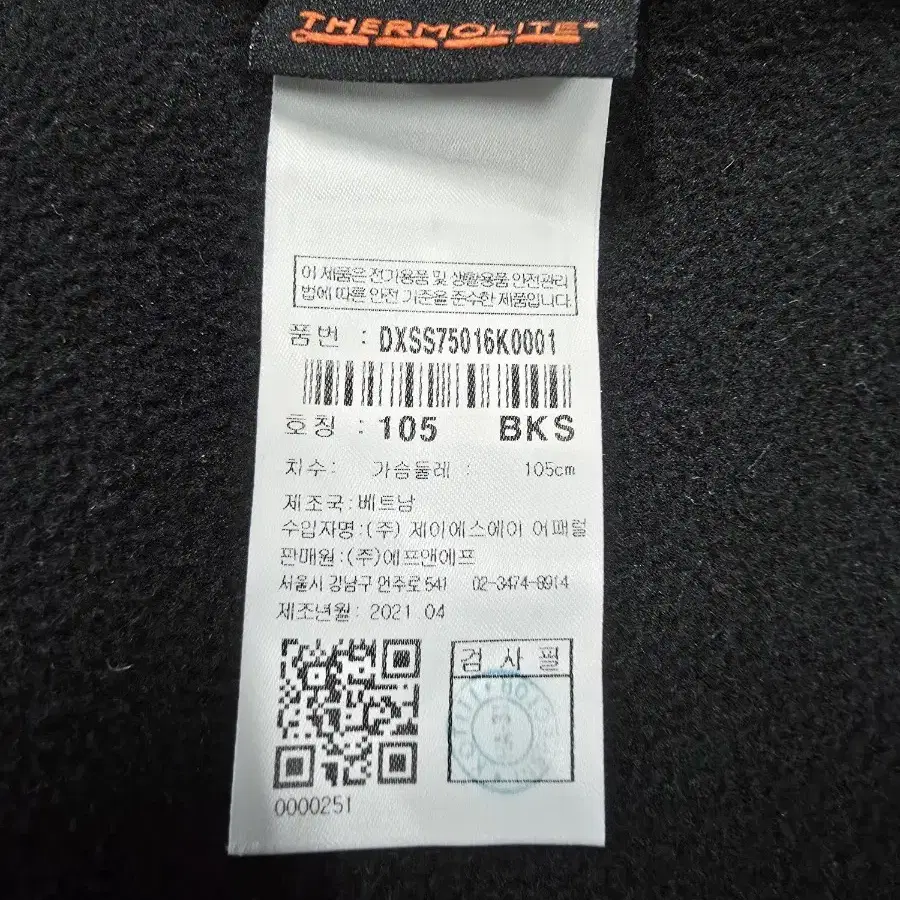 THERMOLITE
이 제품은 전기용품 및 생활용품 안전관리
법에 따른 안전 기준을 준수한 제품입니다.
품번 : DXSS75016K0001
호칭 : 105 BKS
치수: 가슴둘레 : 105cm
제조국:베트남
수입자명:(주) 제이에스에이 어패럴
판매원:(주)에프앤에프
서울시 강남구 언주로 541 02-3474-8914
제조년월: 2021.04
검 사 필
0000251